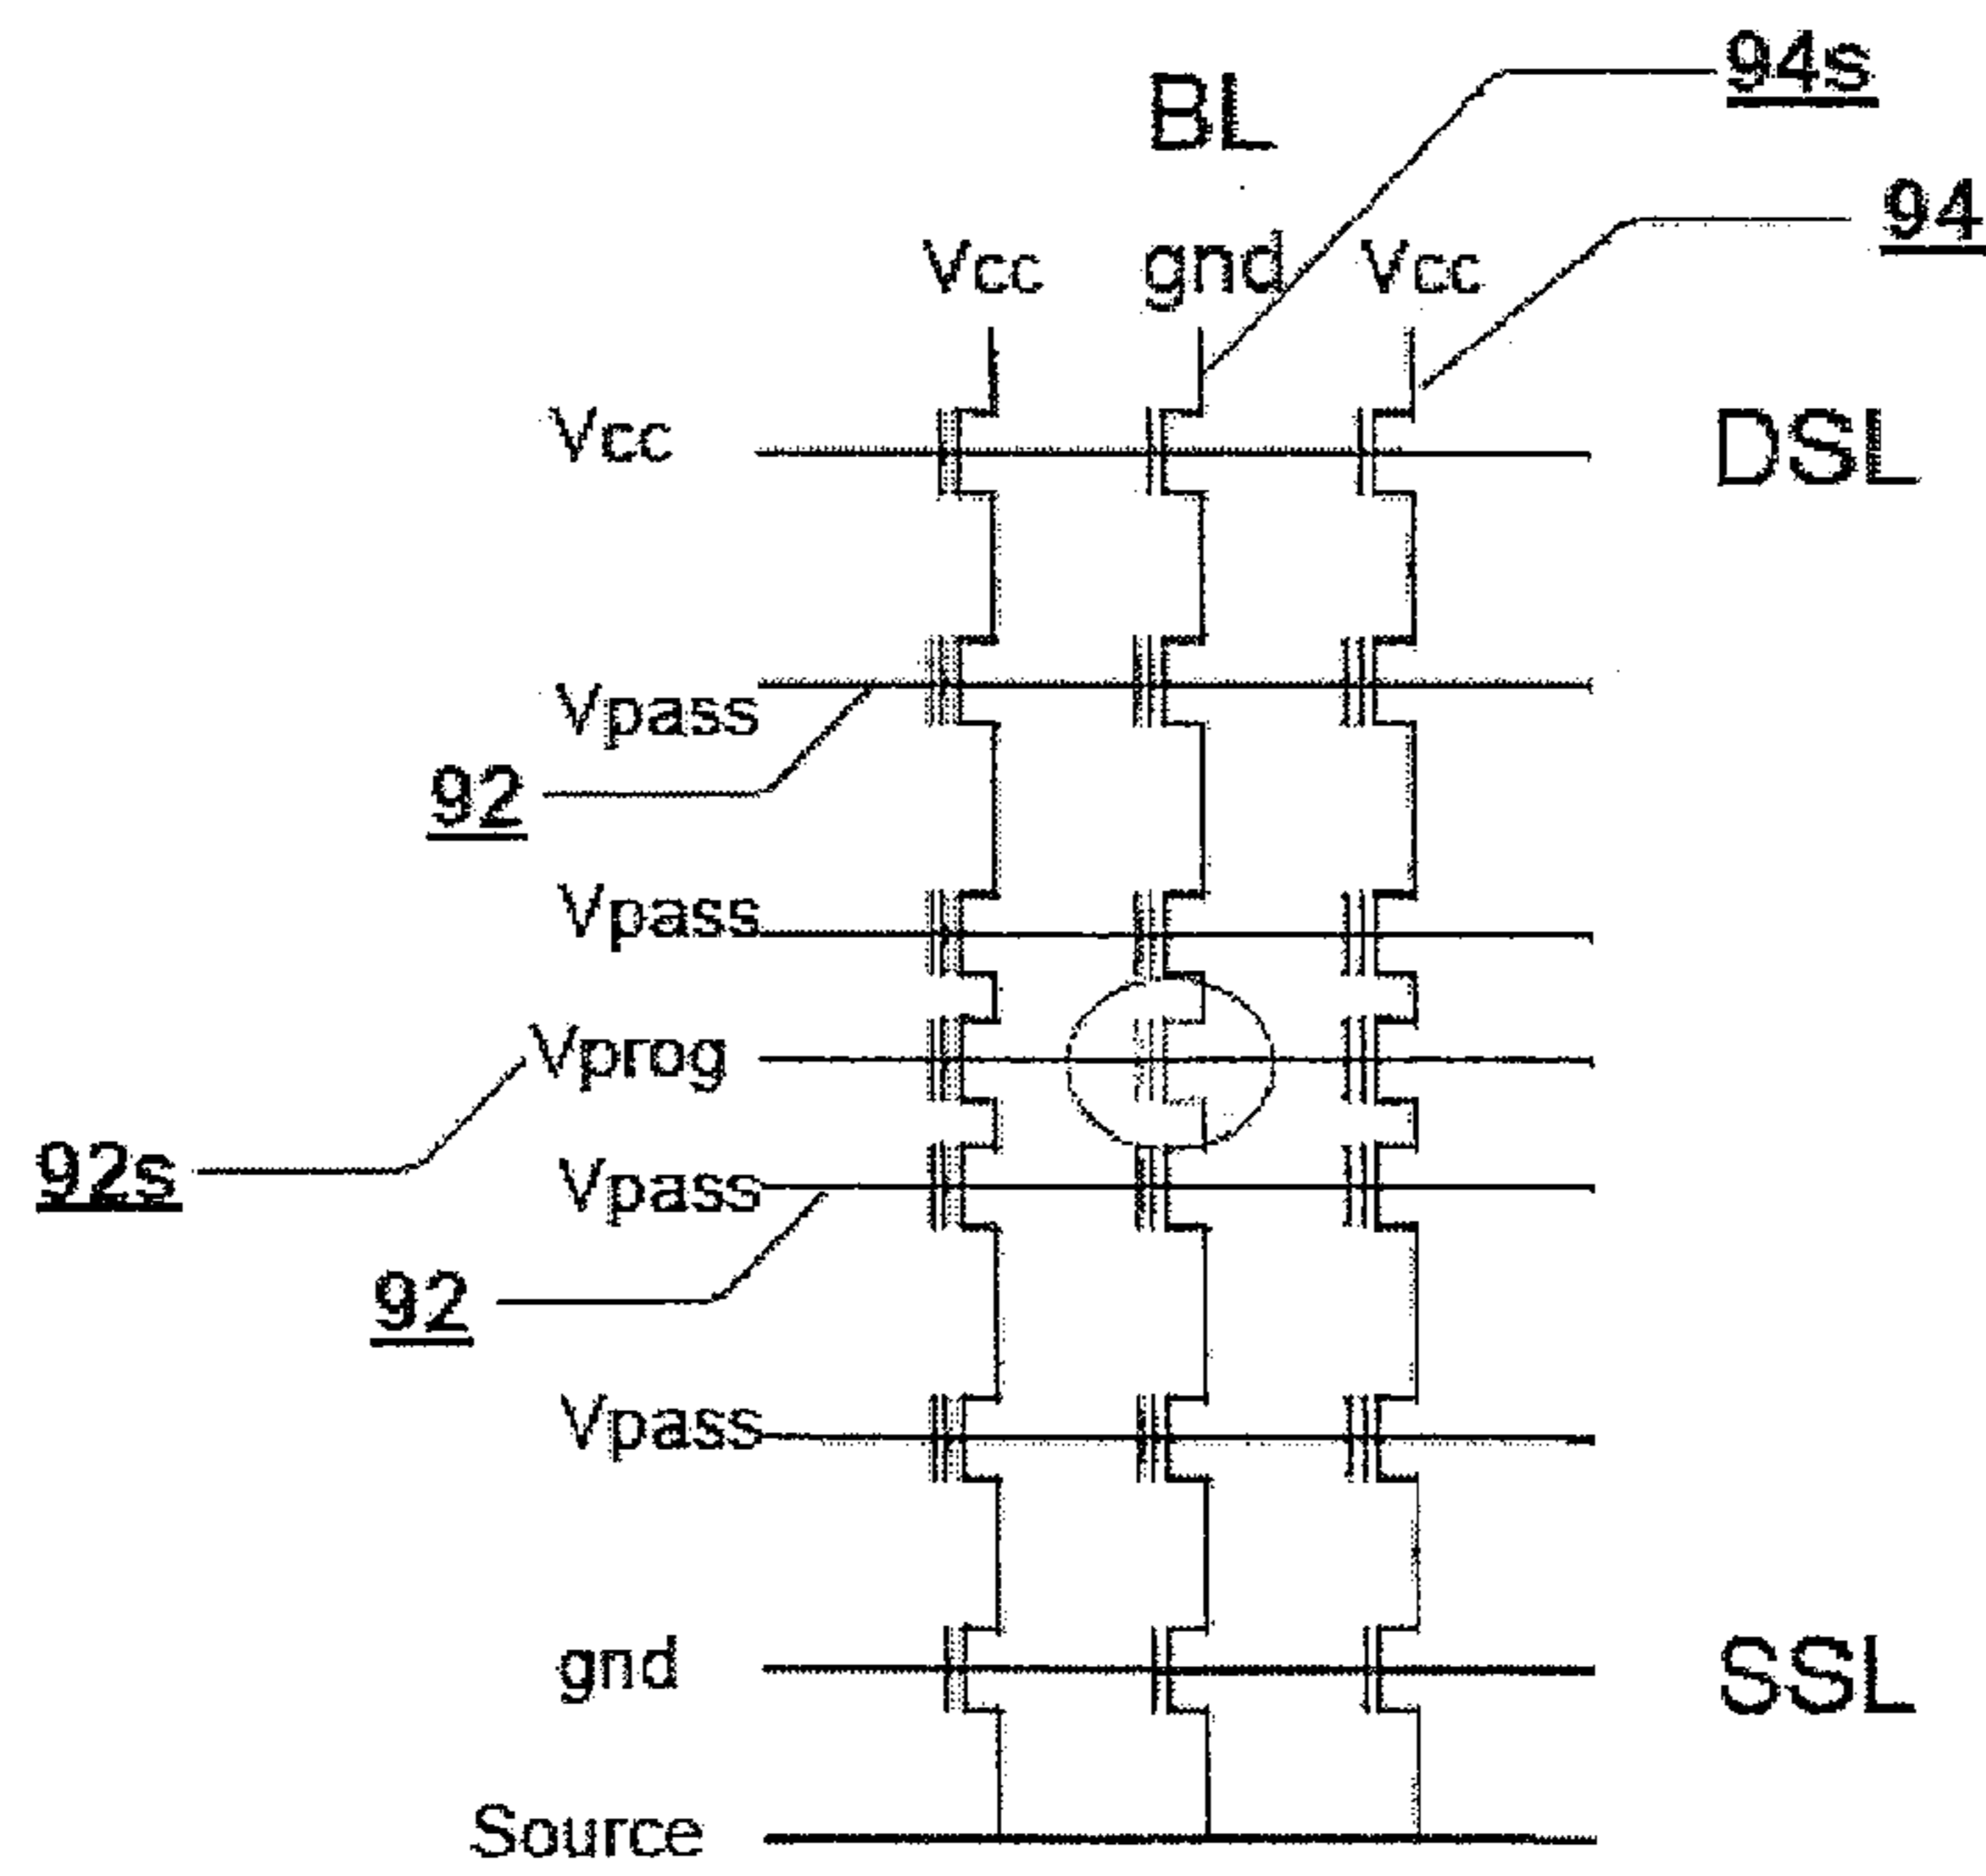 94s
BL
94
Vcc gnd Vcc
Vcc DSL
Vpass
92
Vpass
Vprog
92s
Vpass
92
Vpass
gnd SSL
Source